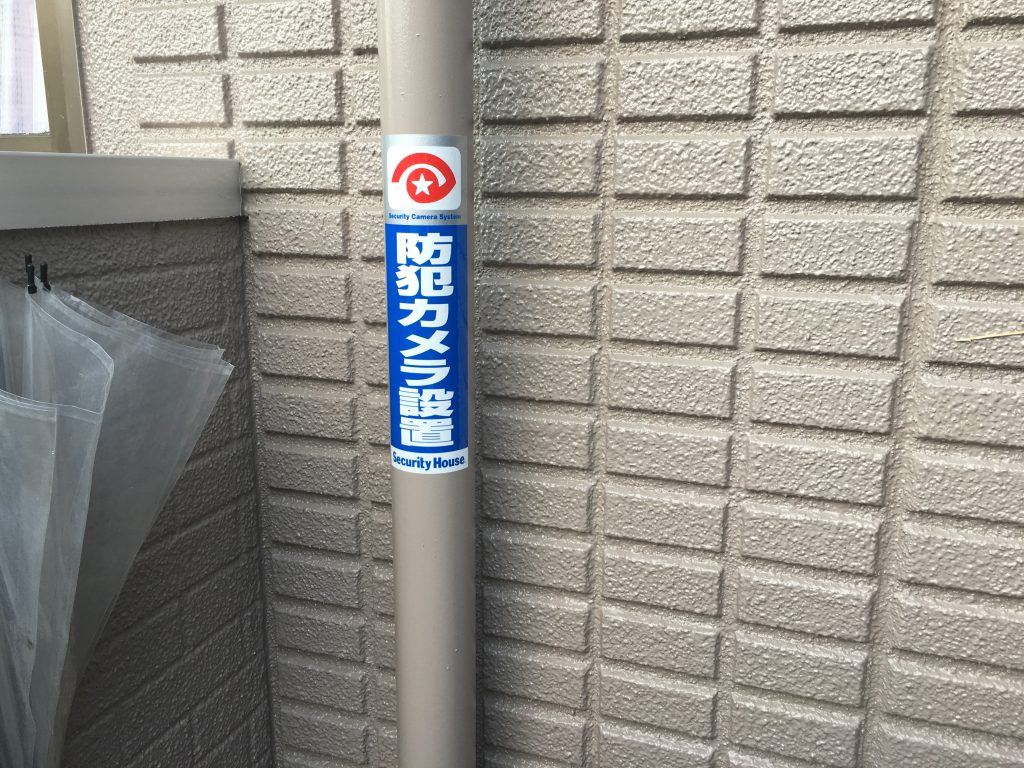 Security Camera System
防犯カメラ設置
Security House